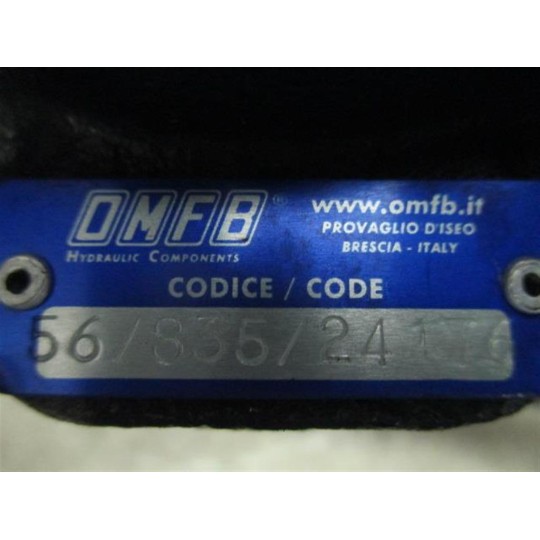 OMFB®
HYDRAULIC COMPONENTS
www.omfb.it
PROVAGLIO D'ISEO
BRESCIA - ITALY
CODICE / CODE
56/835/24